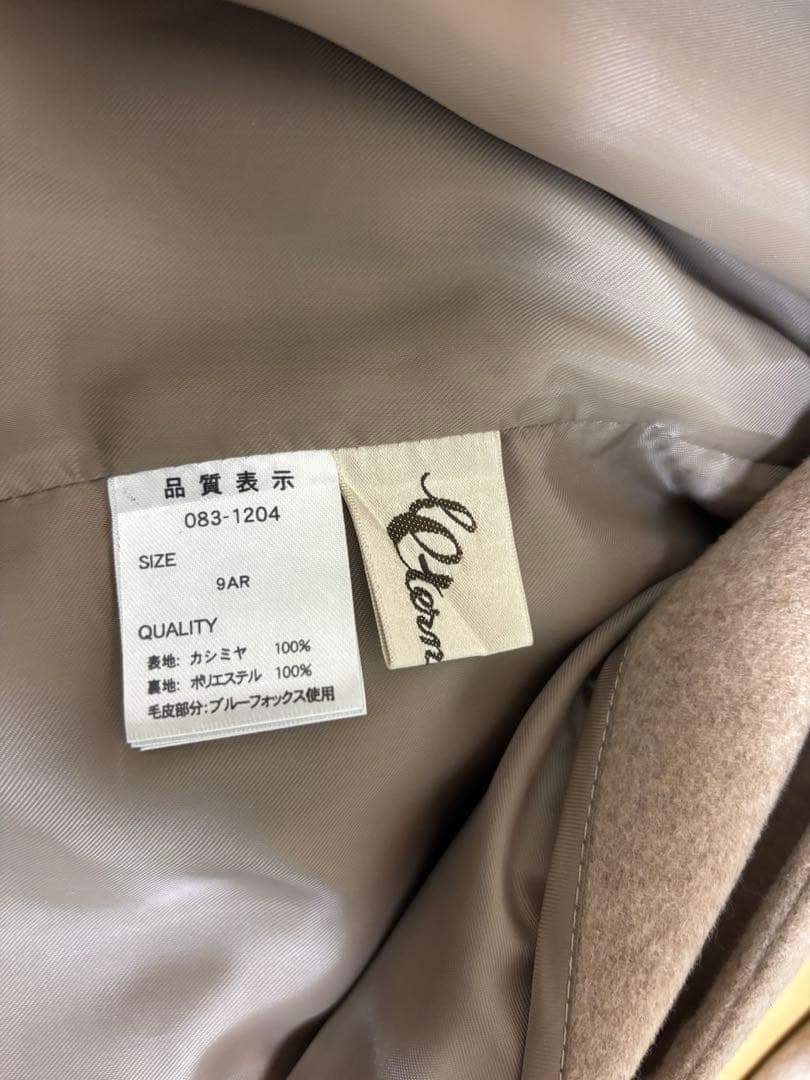 品質表示
083-1204
SIZE
9AR
QUALITY
表地: カシミヤ 100%
裏地: ポリエステル 100%
毛皮部分:ブルーフォックス使用